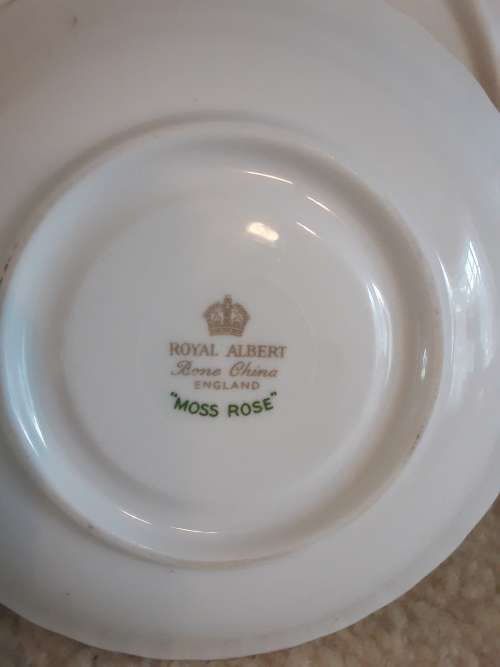 ROYAL ALBERT
Bone China
ENGLAND
"MOSS ROSE"